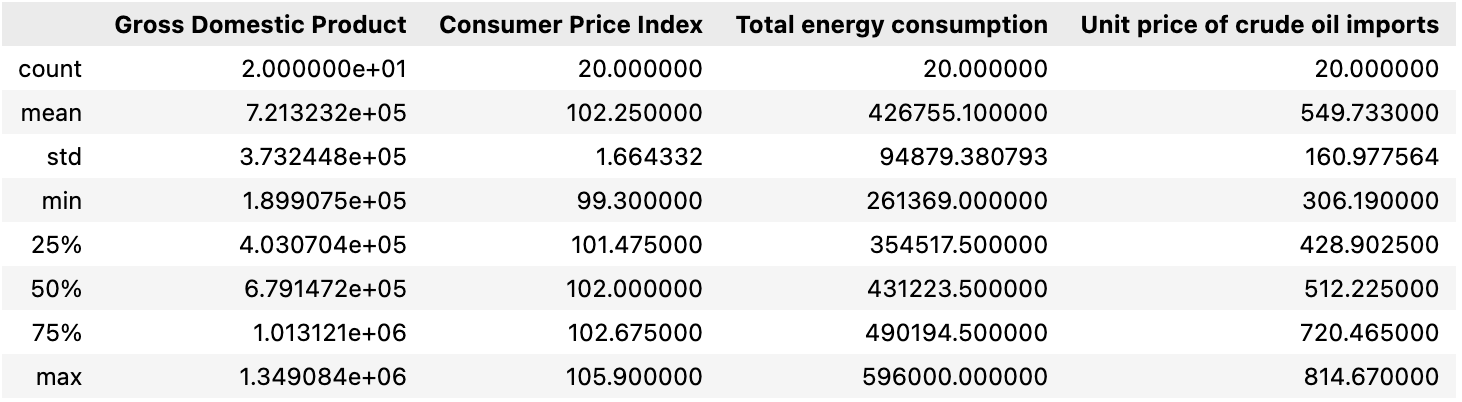 Gross Domestic Product Consumer Price Index Total energy consumption Unit price of crude oil imports
count 2.000000e+01 20.000000 20.000000 20.000000
mean 7.213232e+05 102.250000 426755.100000 549.733000
std 3.732448e+05 1.664332 94879.380793 160.977564
min 1.899075e+05 99.300000 261369.000000 306.190000
25% 4.030704e+05 101.475000 354517.500000 428.902500
50% 6.791472e+05 102.000000 431223.500000 512.225000
75% 1.013121e+06 102.675000 490194.500000 720.465000
max 1.349084e+06 105.900000 596000.000000 814.670000